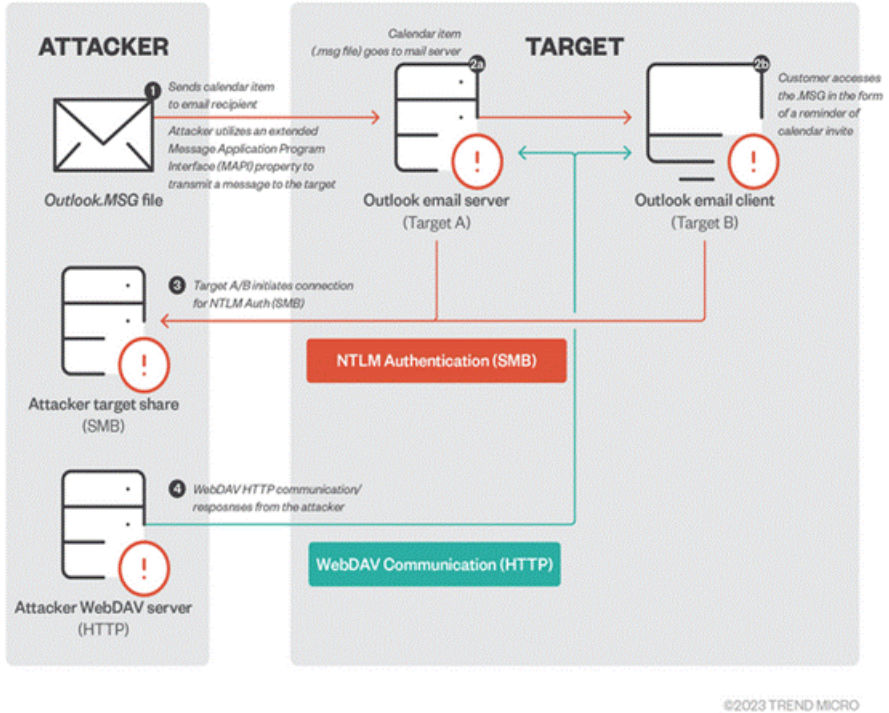 ATTACKER
TARGET
Calendar item
(.msg file) goes to mail server
1
Sends calendar item
to email recipient
Attacker utilizes an extended
Message Application Program
Interface (MAPI) property to
transmit a message to the target
Outlook.MSG file
2a
2b
Customer accesses
the .MSG in the form
of a reminder of
calendar invite
!
Outlook email server
(Target A)
!
Outlook email client
(Target B)
3
Target A/B initiates connection
for NTLM Auth (SMB)
!
Attacker target share
(SMB)
NTLM Authentication (SMB)
4
WebDAV HTTP communication/
resposnses from the attacker
!
Attacker WebDAV server
(HTTP)
WebDAV Communication (HTTP)
©2023 TREND MICRO